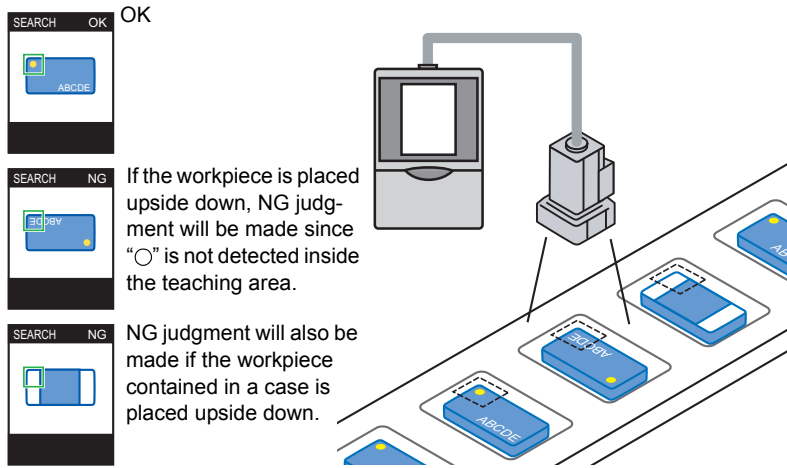 SEARCH OK
OK
ABCDE
SEARCH NG
ABCDE
If the workpiece is placed
upside down, NG judg-
ment will be made since
“○” is not detected inside
the teaching area.
SEARCH NG
NG judgment will also be
made if the workpiece
contained in a case is
placed upside down.
AB
ABCDE
ABCDE